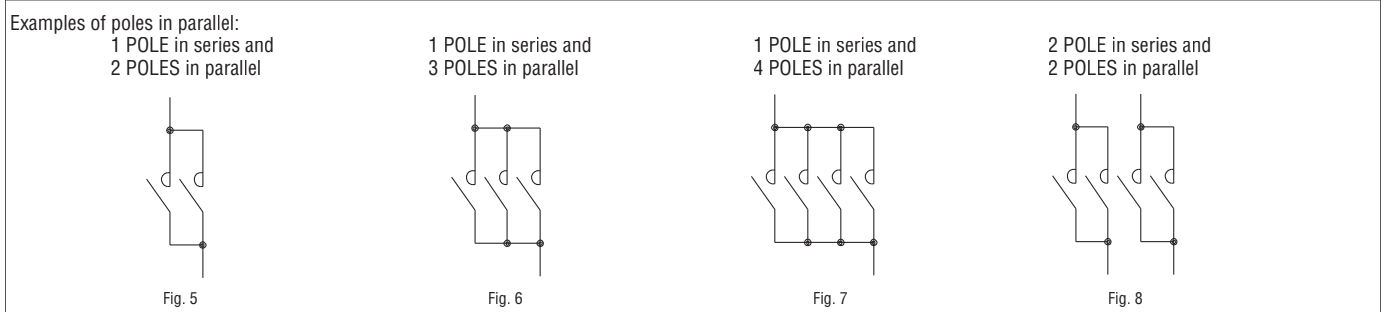 Examples of poles in parallel:
1 POLE in series and
2 POLES in parallel
1 POLE in series and
3 POLES in parallel
1 POLE in series and
4 POLES in parallel
2 POLE in series and
2 POLES in parallel
Fig. 5
Fig. 6
Fig. 7
Fig. 8